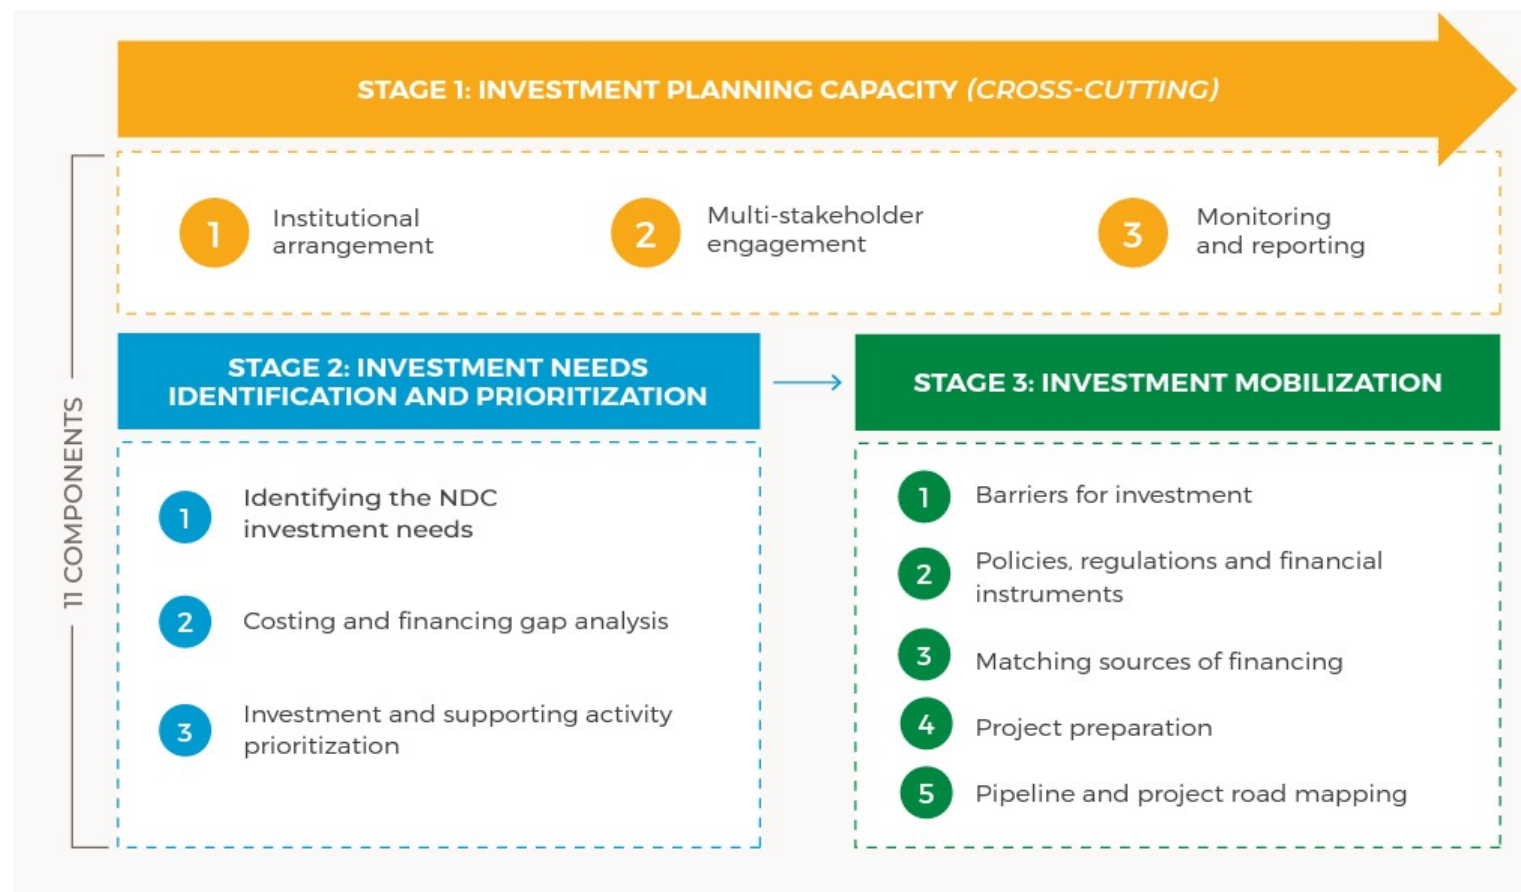 STAGE 1: INVESTMENT PLANNING CAPACITY (CROSS-CUTTING)
11 COMPONENTS
1
Institutional
arrangement
2
Multi-stakeholder
engagement
3
Monitoring
and reporting
STAGE 2: INVESTMENT NEEDS
IDENTIFICATION AND PRIORITIZATION
1
Identifying the NDC
investment needs
2
Costing and financing gap analysis
3
Investment and supporting activity
prioritization
STAGE 3: INVESTMENT MOBILIZATION
1
Barriers for investment
2
Policies, regulations and financial
instruments
3
Matching sources of financing
4
Project preparation
5
Pipeline and project road mapping